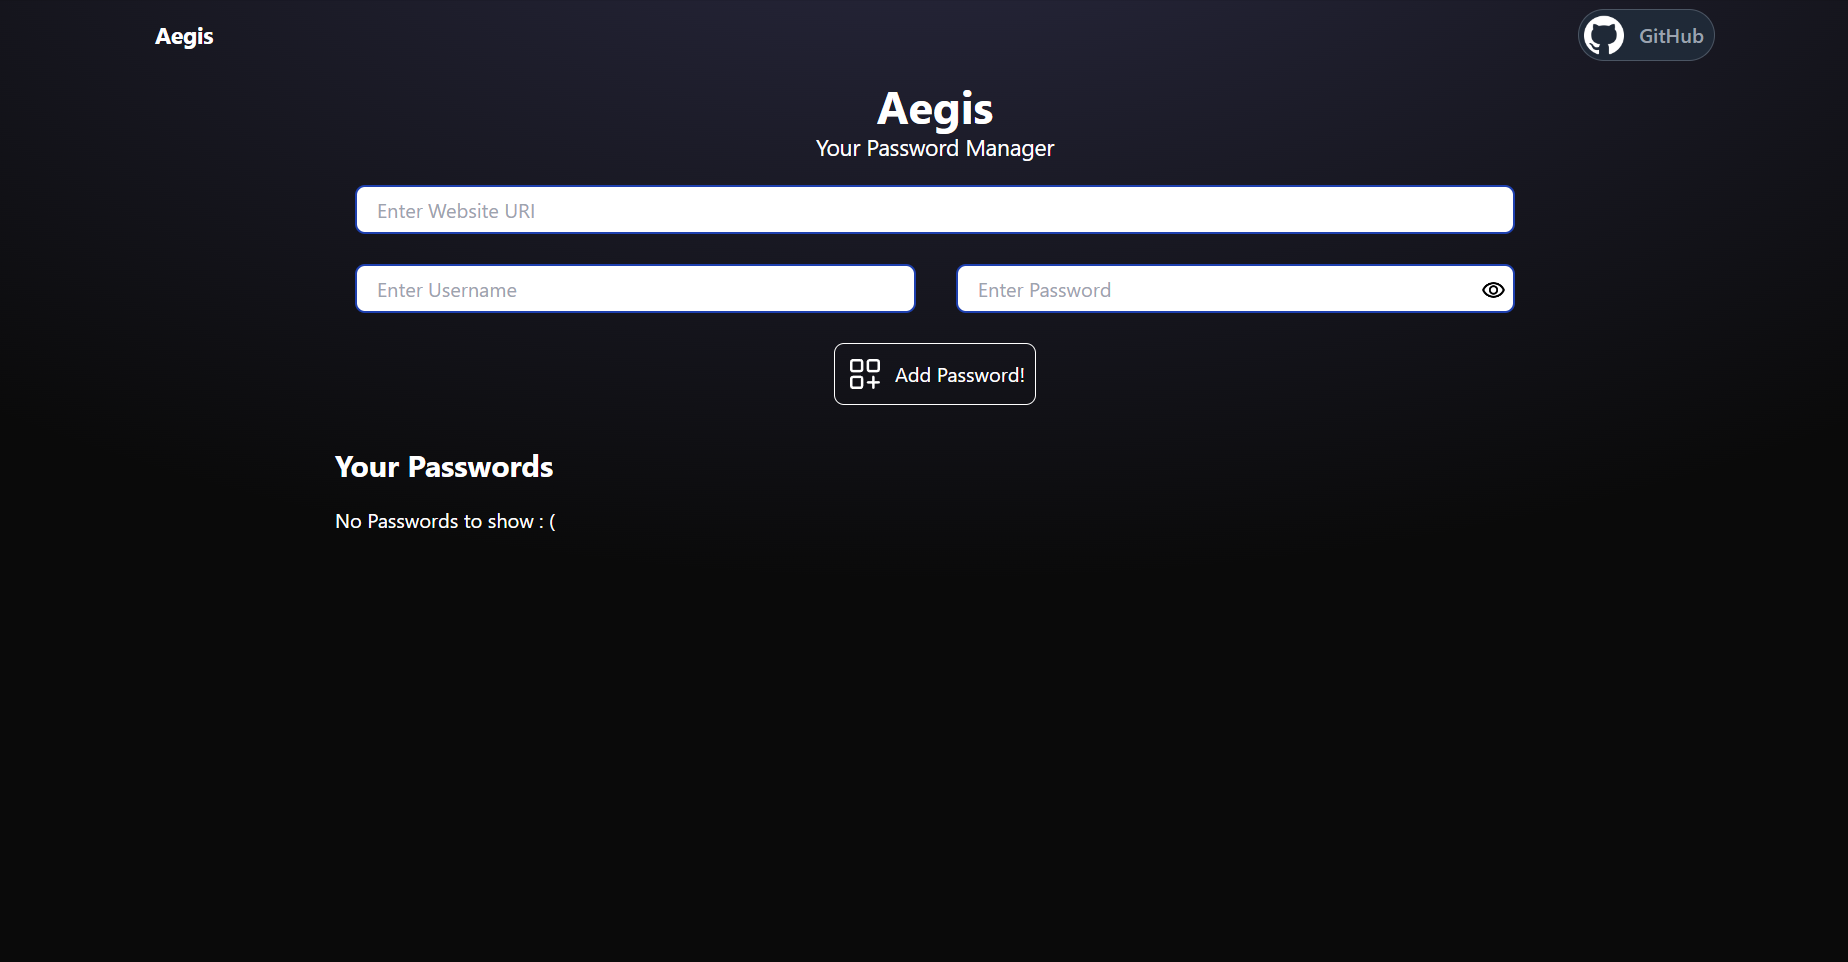 Aegis
GitHub
Aegis
Your Password Manager
Enter Website URI
Enter Username
Enter Password
Add Password!
Your Passwords
No Passwords to show : (